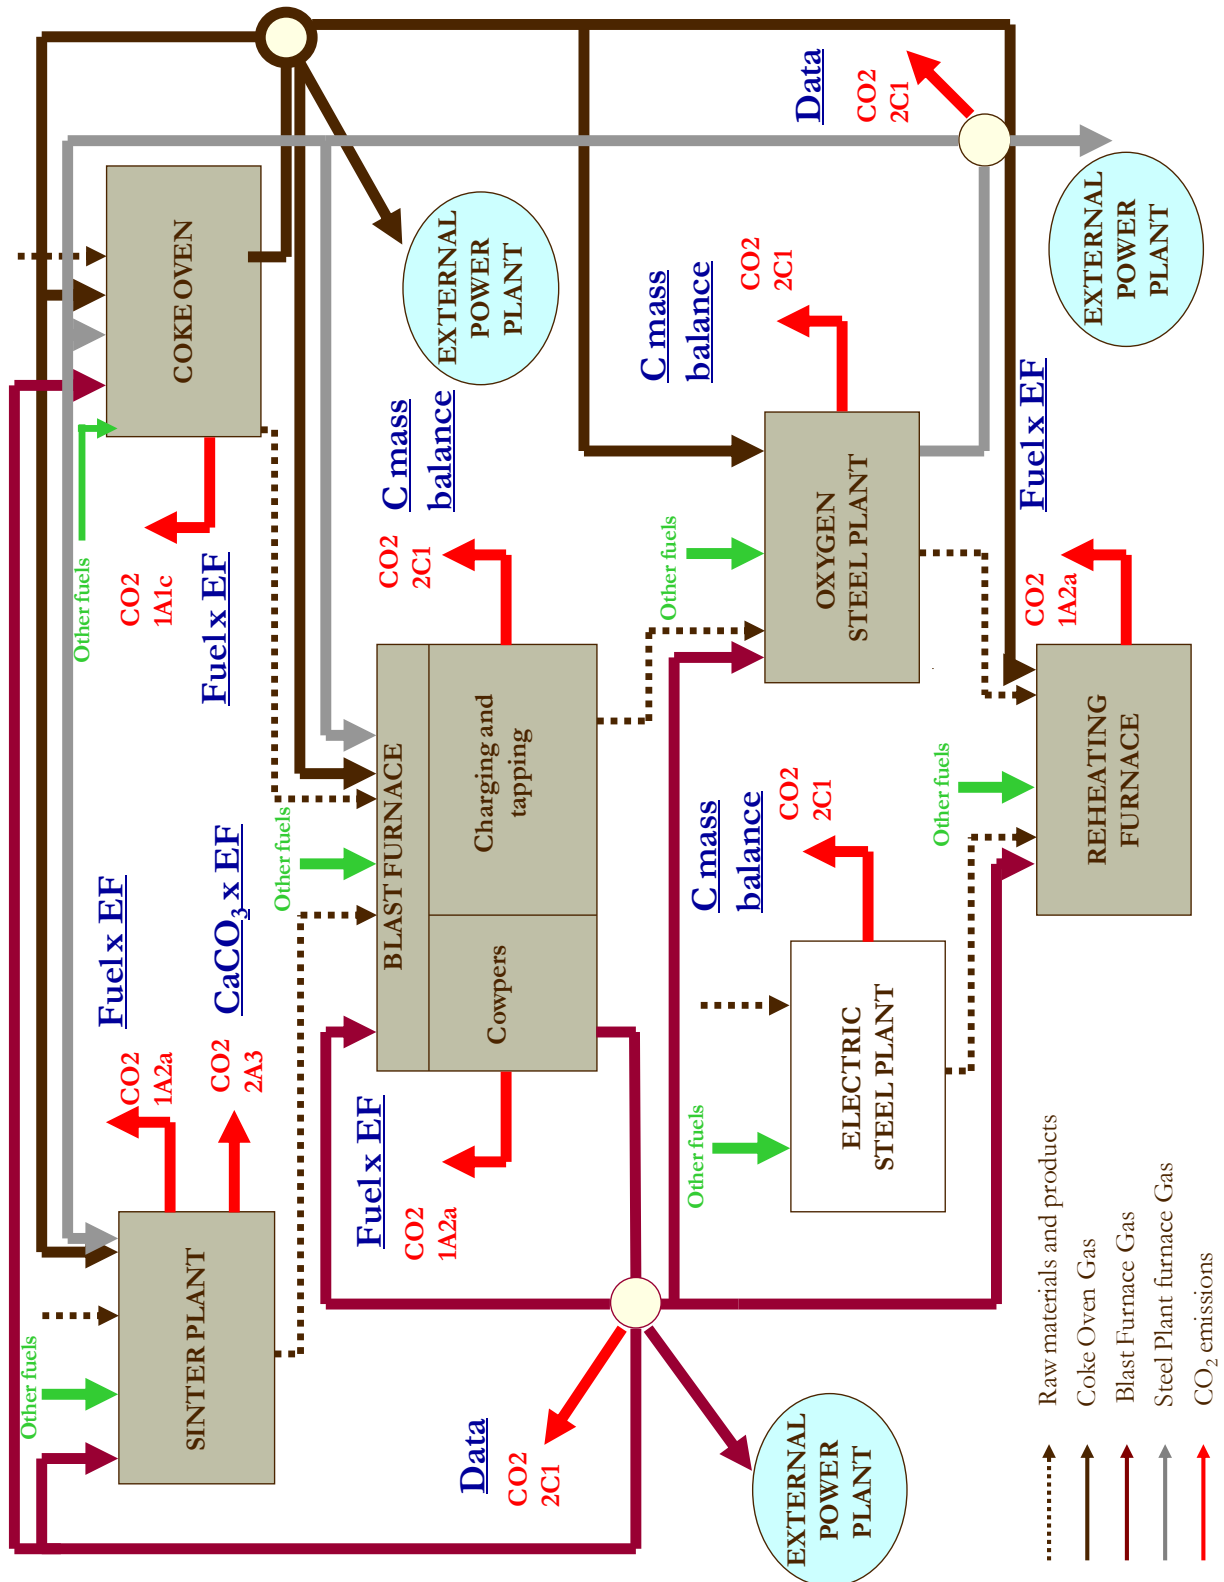 Other fuels
SINTER PLANT
CO2
1A2a
Fuel x EF
CO2
2A3
CaCO3 x EF
Other fuels
COKE OVEN
CO2
1A1c
Fuel x EF
EXTERNAL
POWER
PLANT
Fuel x EF
CO2
1A2a
Other fuels
BLAST FURNACE
Cowpers
Charging and
tapping
CO2
2C1
C mass
balance
Data
CO2
2C1
EXTERNAL
POWER
PLANT
Other fuels
ELECTRIC
STEEL PLANT
C mass
balance
CO2
2C1
Other fuels
OXYGEN
STEEL PLANT
C mass
balance
CO2
2C1
Data
CO2
2C1
EXTERNAL
POWER
PLANT
Other fuels
REHEATING
FURNACE
CO2
1A2a
Fuel x EF
Raw materials and products
Coke Oven Gas
Blast Furnace Gas
Steel Plant furnace Gas
CO2 emissions